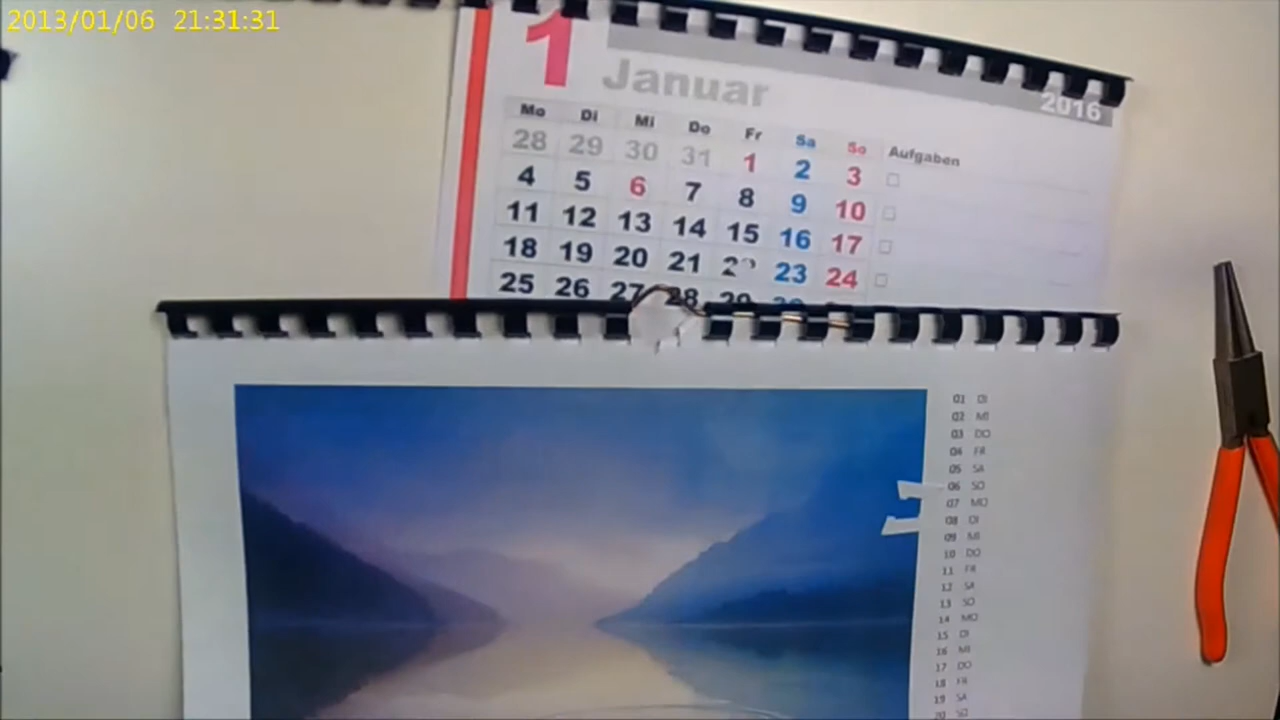 2013/01/06 21:31:31
1 Januar
2016
Mo Di Mi Do Fr Sa So Aufgaben
28 29 30 31 1 2 3
4 5 6 7 8 9 10
11 12 13 14 15 16 17
18 19 20 21 23 24
25 26 27 28 29
01 DI
02 MI
03 DO
04 FR
05 SA
06 SO
07 MO
08 DI
09 MI
10 DO
11 FR
12 SA
13 SO
14 MO
15 DI
16 MI
17 DO
18 FR
19 SA
20 SO